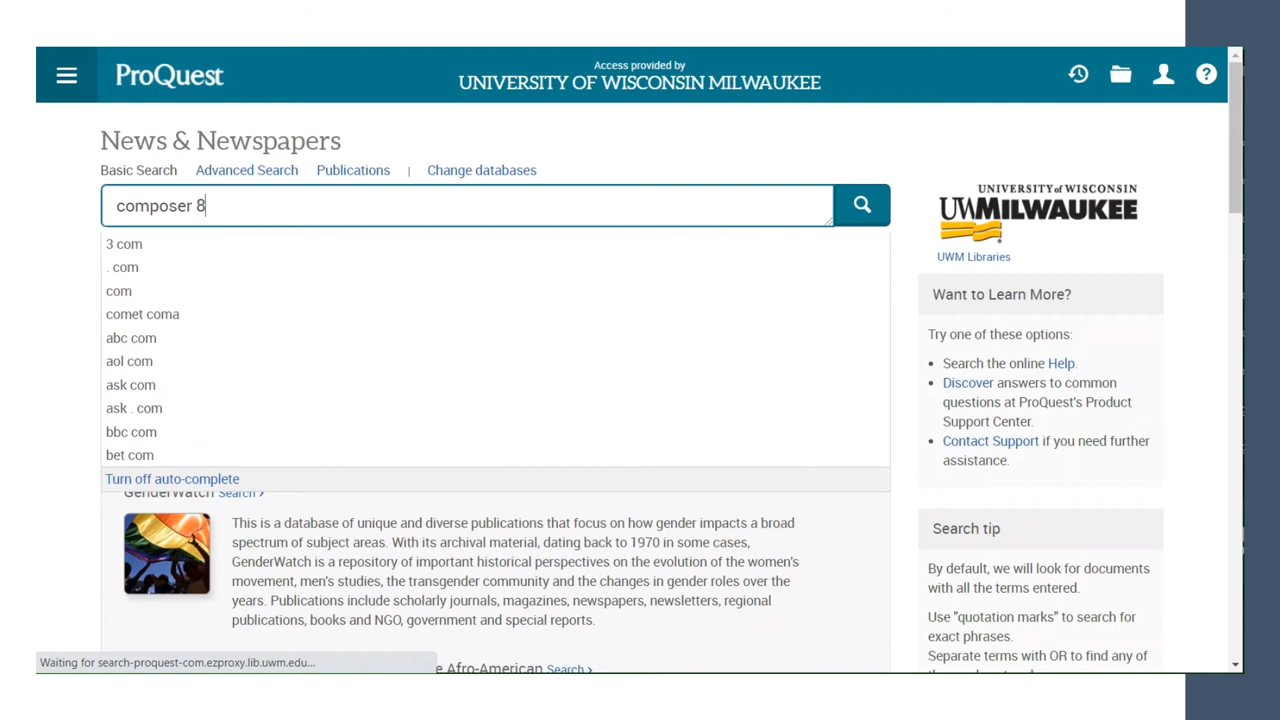 ProQuest
Access provided by
UNIVERSITY OF WISCONSIN MILWAUKEE
?
News & Newspapers
Basic Search Advanced Search Publications | Change databases
composer 8
3 com
. com
com
comet coma
abc com
aol com
ask com
ask . com
bbc com
bet com
Turn off auto-complete
GenderWatch Search ›
This is a database of unique and diverse publications that focus on how gender impacts a broad
spectrum of subject areas. With its archival material, dating back to 1970 in some cases,
GenderWatch is a repository of important historical perspectives on the evolution of the women's
movement, men's studies, the transgender community and the changes in gender roles over the
years. Publications include scholarly journals, magazines, newspapers, newsletters, regional
publications, books and NGO, government and special reports.
e Afro-American Search ›
Waiting for search-proquest-com.ezproxy.lib.uwm.edu...
UNIVERSITY of WISCONSIN
UWMILWAUKEE
UWM Libraries
Want to Learn More?
Try one of these options:
• Search the online Help.
• Discover answers to common
questions at ProQuest's Product
Support Center.
• Contact Support if you need further
assistance.
Search tip
By default, we will look for documents
with all the terms entered.
Use "quotation marks" to search for
exact phrases.
Separate terms with OR to find any of